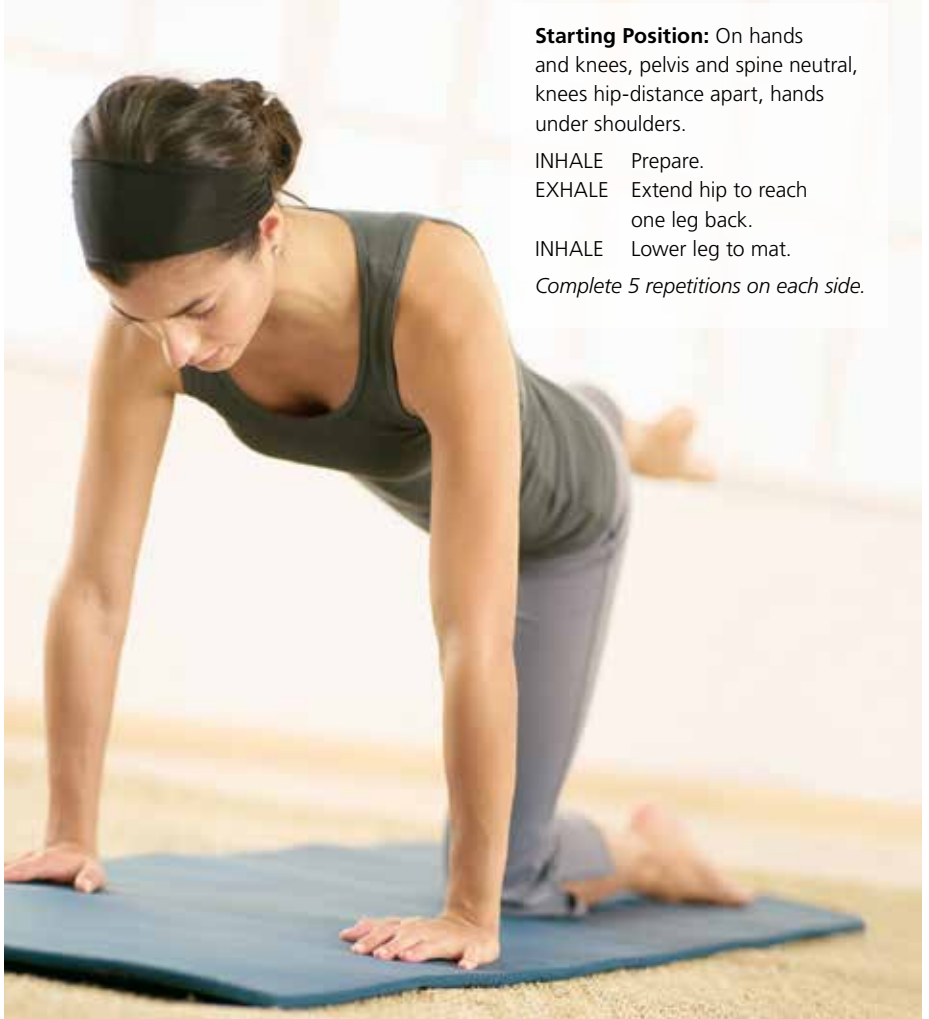 Starting Position: On hands
and knees, pelvis and spine neutral,
knees hip-distance apart, hands
under shoulders.
INHALE Prepare.
EXHALE Extend hip to reach
one leg back.
INHALE Lower leg to mat.
Complete 5 repetitions on each side.